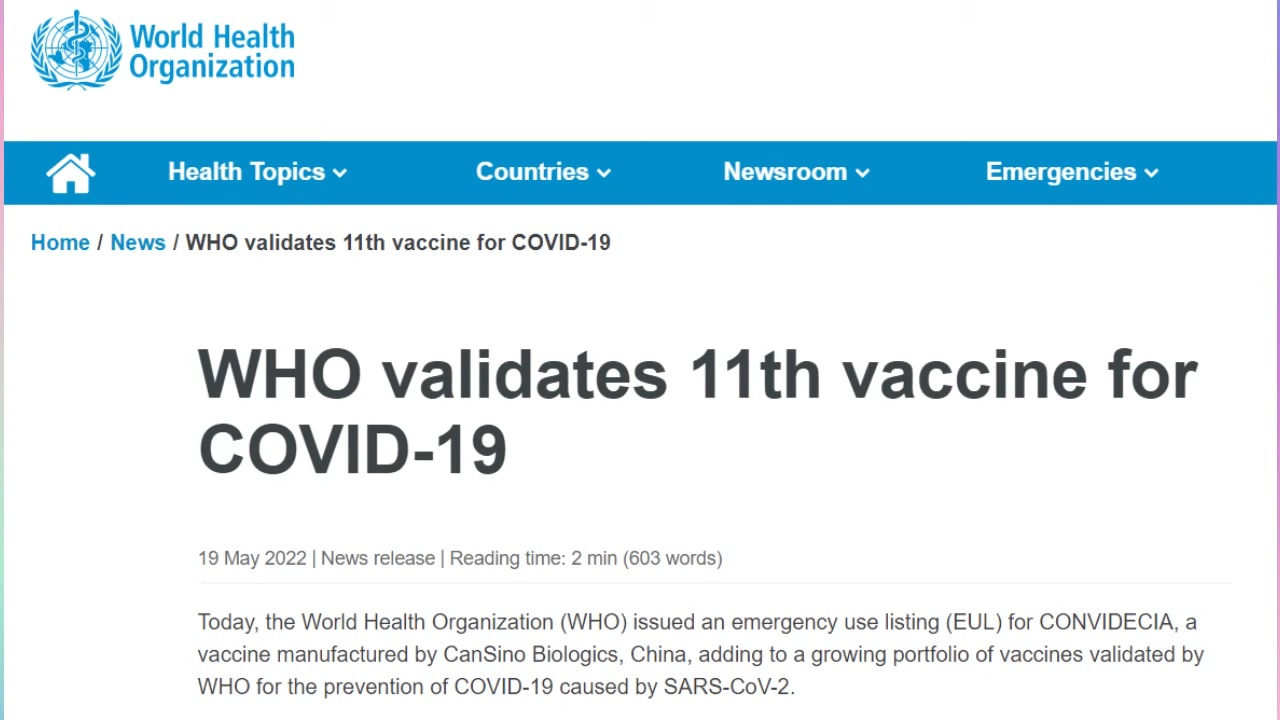 World Health
Organization
Health Topics
Countries
Newsroom
Emergencies
Home / News / WHO validates 11th vaccine for COVID-19
WHO validates 11th vaccine for
COVID-19
19 May 2022 | News release | Reading time: 2 min (603 words)
Today, the World Health Organization (WHO) issued an emergency use listing (EUL) for CONVIDECIA, a
vaccine manufactured by CanSino Biologics, China, adding to a growing portfolio of vaccines validated by
WHO for the prevention of COVID-19 caused by SARS-CoV-2.